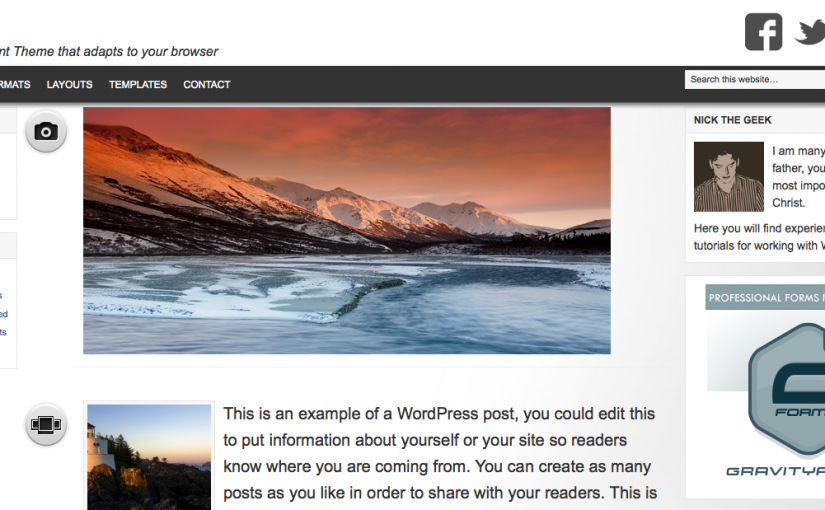 nt Theme that adapts to your browser
RMATS LAYOUTS TEMPLATES CONTACT
Search this website...
NICK THE GEEK
I am many
father, you
most impo
Christ.
Here you will find experie
tutorials for working with W
s
ed
ts
PROFESSIONAL FORMS F
FORM
GRAVITYF
This is an example of a WordPress post, you could edit this
to put information about yourself or your site so readers
know where you are coming from. You can create as many
posts as you like in order to share with your readers. This is